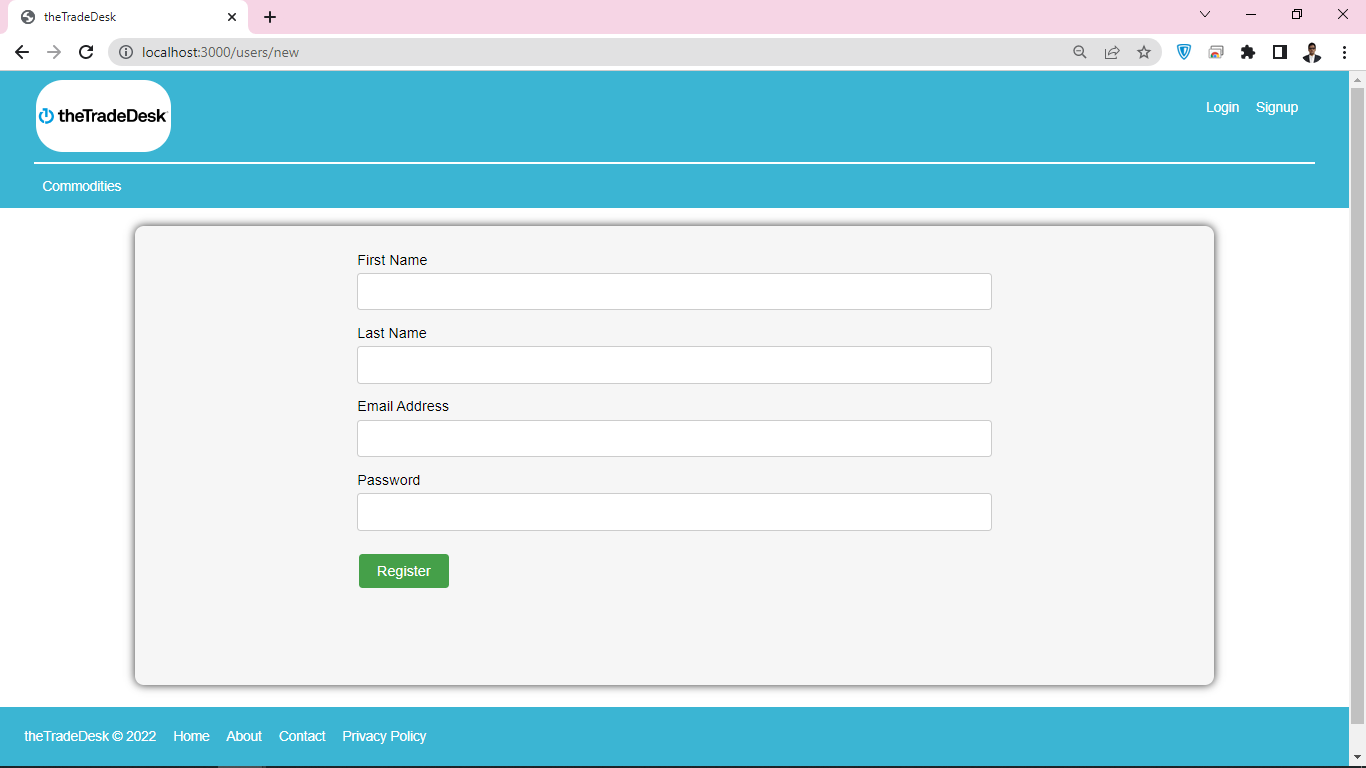 theTradeDesk
localhost:3000/users/new
theTradeDesk
Login Signup
Commodities
First Name
Last Name
Email Address
Password
Register
theTradeDesk © 2022 Home About Contact Privacy Policy